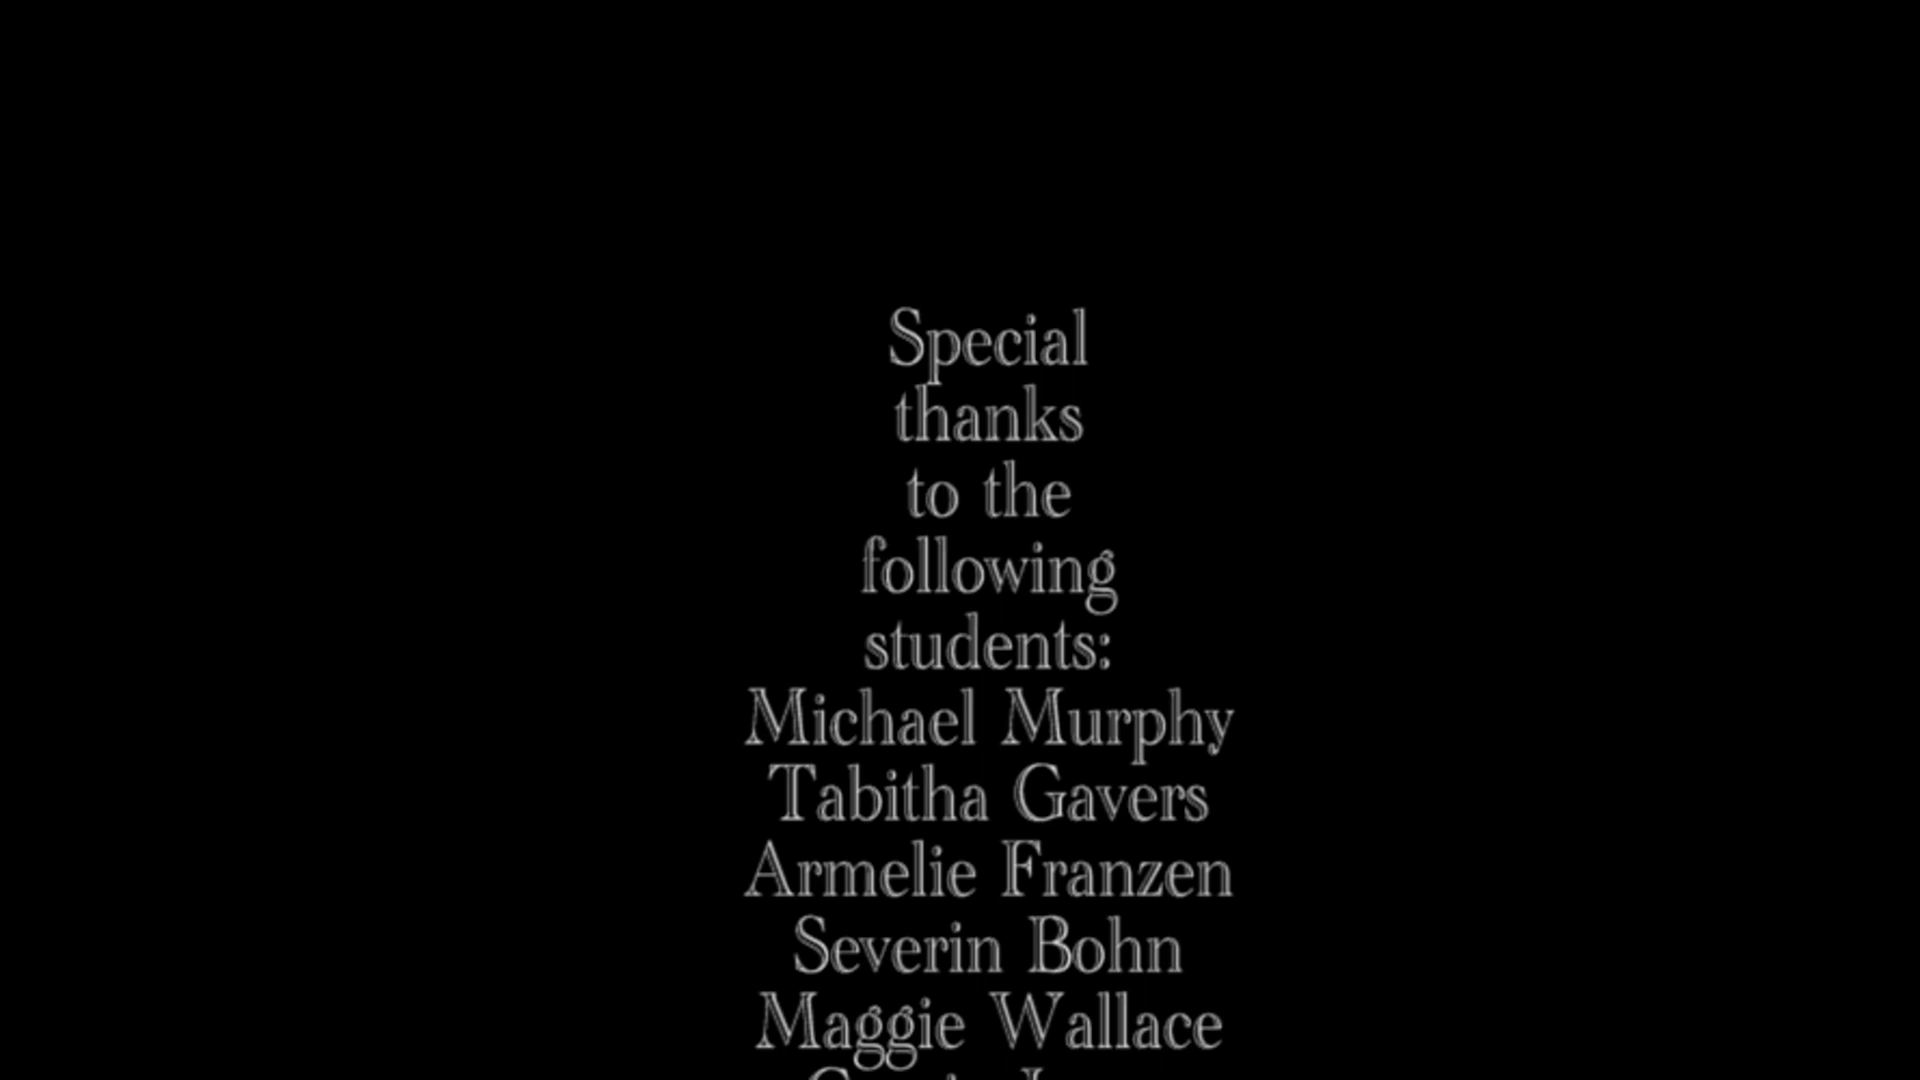 Special
thanks
to the
following
students:
Michael Murphy
Tabitha Gavers
Armelie Franzen
Severin Bohn
Maggie Wallace